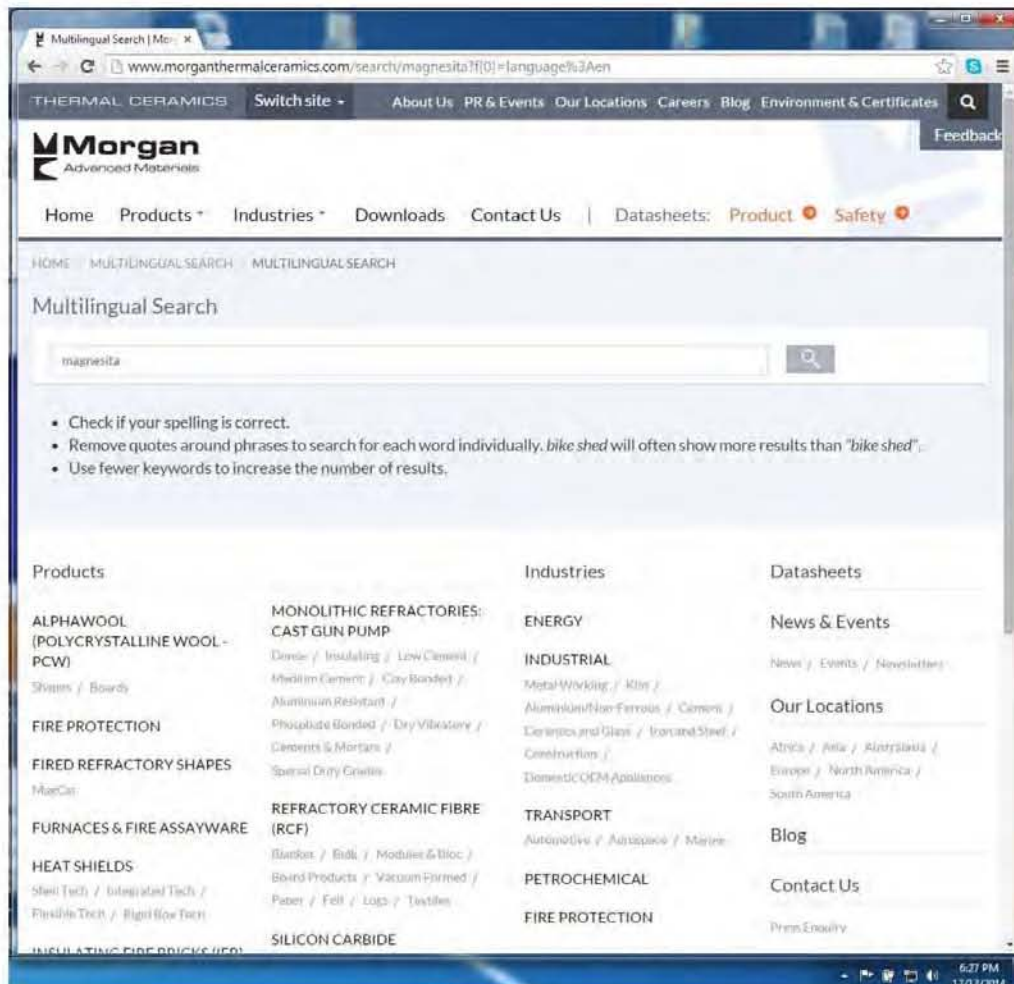 Multilingual Search | Mor
www.morganthermalceramics.com/search/magnesita?f[0]=language%3Aen
THERMAL CERAMICS Switch site About Us PR & Events Our Locations Careers Blog Environment & Certificates
Feedback
Morgan
Advanced Materials
Home Products Industries Downloads Contact Us | Datasheets: Product Safety
HOME MULTILINGUAL SEARCH MULTILINGUAL SEARCH
Multilingual Search
magnesita
• Check if your spelling is correct.
• Remove quotes around phrases to search for each word individually. bike shed will often show more results than "bike shed".
• Use fewer keywords to increase the number of results.
Products
ALPHAWOOL
(POLYCRYSTALLINE WOOL -
PCW)
Shapes / Boards
FIRE PROTECTION
FIRED REFRACTORY SHAPES
MaxCat
FURNACES & FIRE ASSAYWARE
HEAT SHIELDS
Shell Tech / Integrated Tech /
Flexible Tech / Rigid Box Tech
INSULATING FIRE BRICKS (IFB)
MONOLITHIC REFRACTORIES:
CAST GUN PUMP
Dense / Insulating / Low Cement /
Medium Cement / Clay Bonded /
Aluminium Resistant /
Phosphate Bonded / Dry Vibratory /
Cements & Mortars /
Special Duty Grades
REFRACTORY CERAMIC FIBRE
(RCF)
Blanket / Bulk / Modules & Bloc /
Board Products / Vacuum Formed /
Paper / Felt / Logs / Textiles
SILICON CARBIDE
Industries
ENERGY
INDUSTRIAL
Metal Working / Kiln /
Aluminium/Non-Ferrous / Cement /
Ceramics and Glass / Iron and Steel /
Construction /
Domestic OEM Appliances
TRANSPORT
Automotive / Aerospace / Marine
PETROCHEMICAL
FIRE PROTECTION
Datasheets
News & Events
News / Events / Newsletters
Our Locations
Africa / Asia / Australasia /
Europe / North America /
South America
Blog
Contact Us
Press Enquiry
6:27 PM